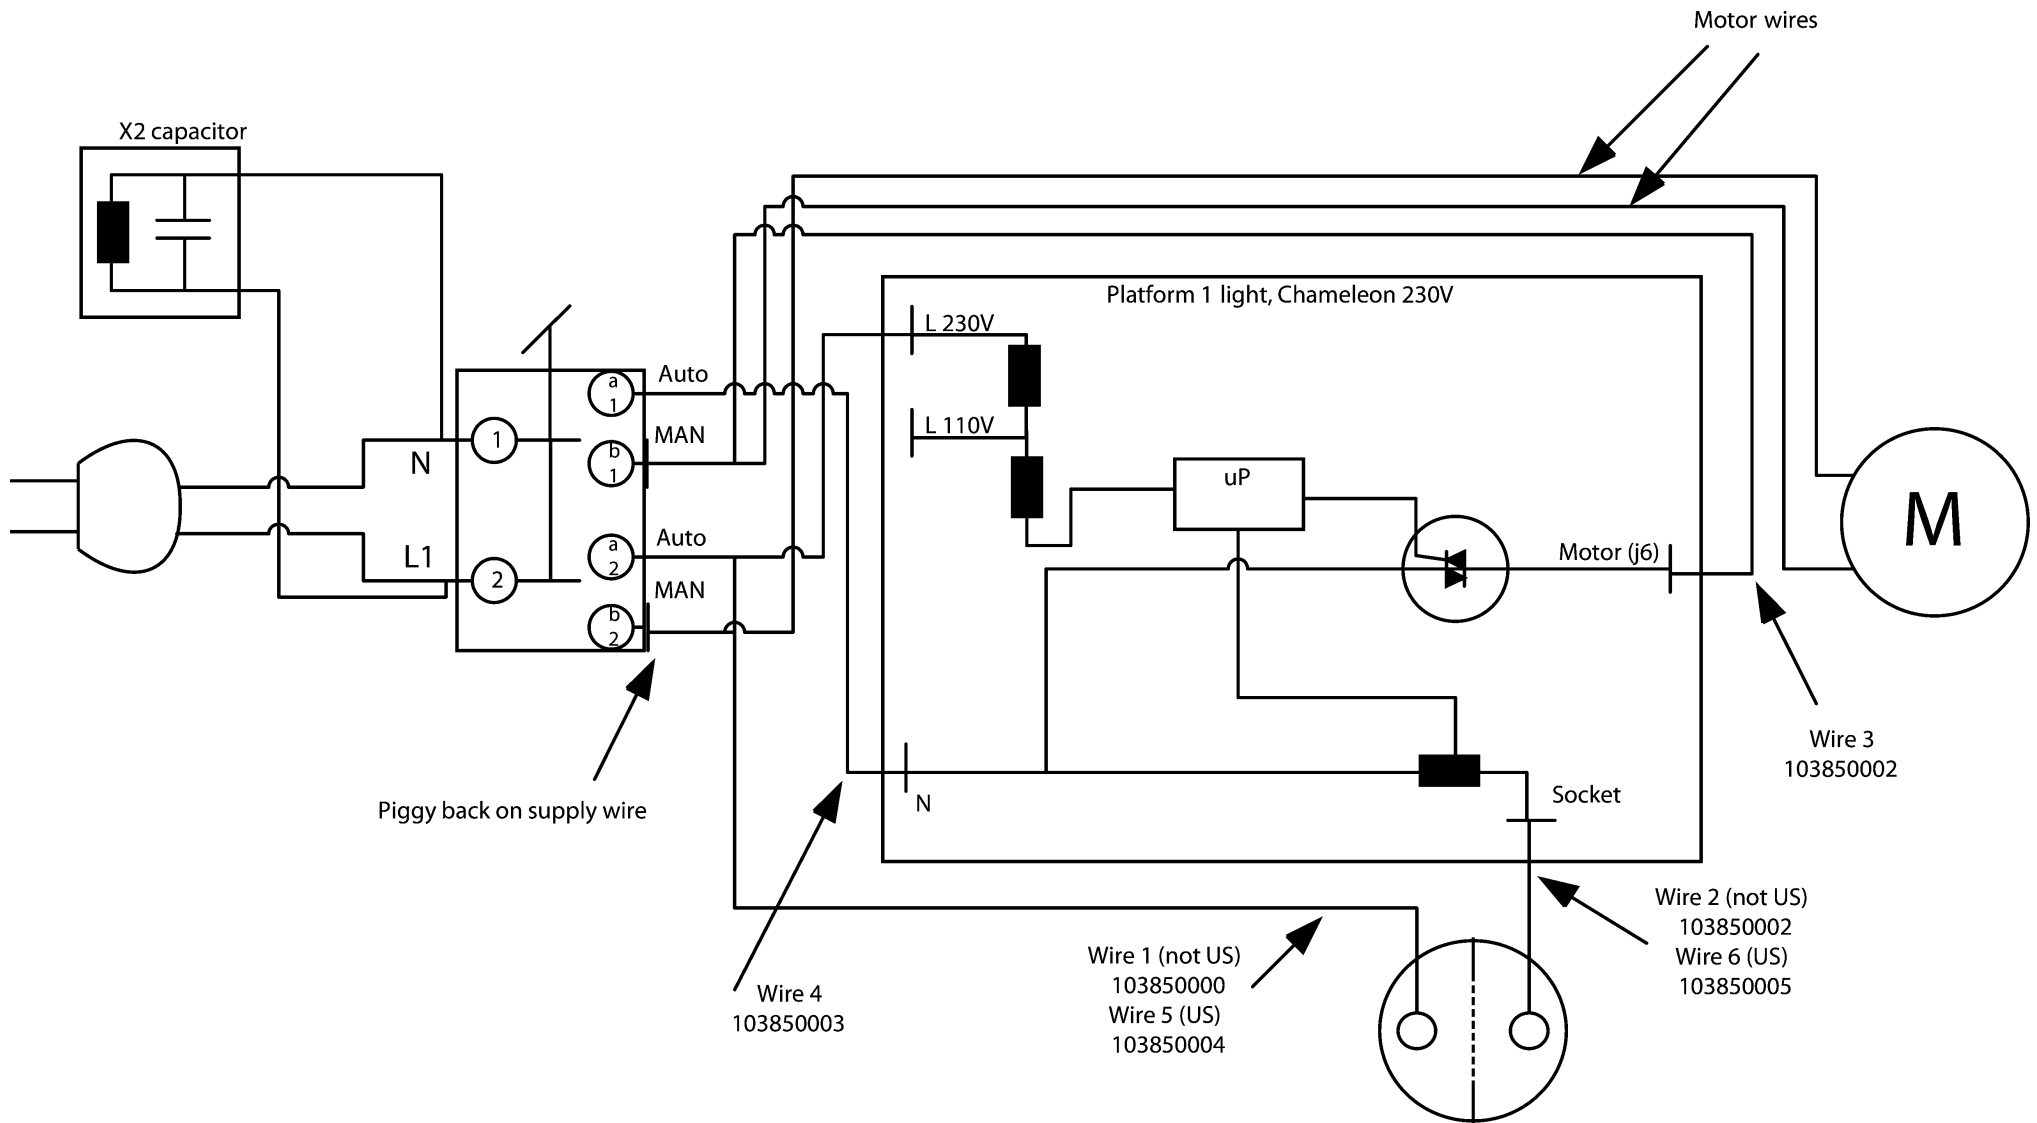 Motor wires
X2 capacitor
Platform 1 light, Chameleon 230V
L 230V
Auto
a
1
L 110V
MAN
1
N
b
1
uP
M
Auto
a
2
L1
2
Motor (j6)
MAN
b
2
Wire 3
103850002
Piggy back on supply wire
N
Socket
Wire 2 (not US)
103850002
Wire 6 (US)
103850005
Wire 1 (not US)
103850000
Wire 5 (US)
103850004
Wire 4
103850003